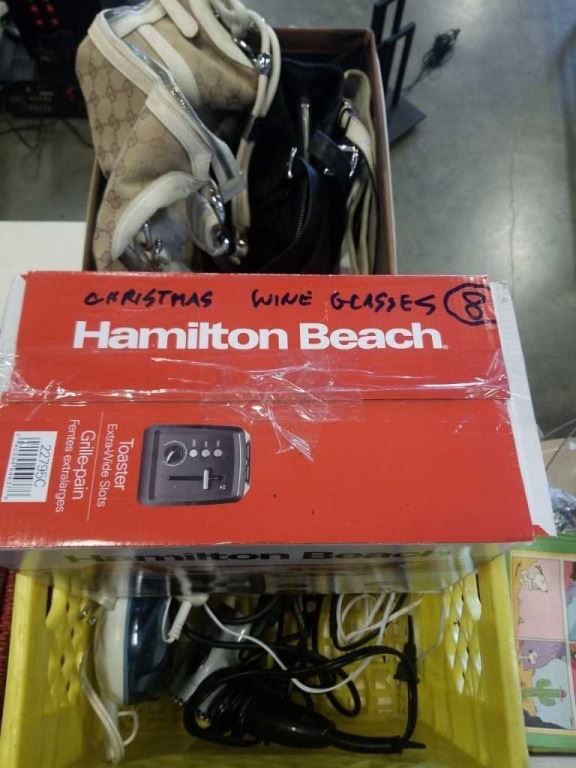 CHRISTMAS WINE GLASSES 8
Hamilton Beach
Toaster
Extra-Wide Slots
Grille-pain
Fentes extralarges
22795C
Hamilton Beach